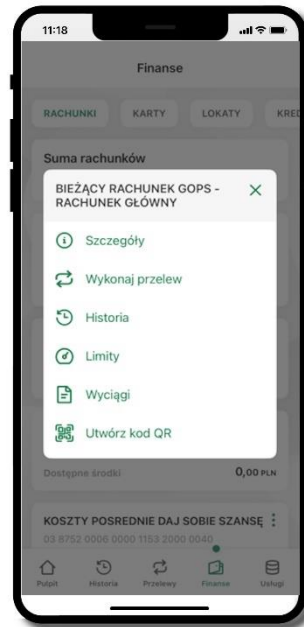 11:18
Finanse
RACHUNKI KARTY LOKATY KRED
Suma rachunków
BIEŻĄCY RACHUNEK GOPS -
RACHUNEK GŁÓWNY
Szczegóły
Wykonaj przelew
Historia
Limity
Wyciągi
Utwórz kod QR
Dostępne środki 0,00 PLN
KOSZTY POSREDNIE DAJ SOBIE SZANSĘ
03 8752 0006 0000 1153 2000 0040
Pulpit Historia Przelewy Finanse Usługi